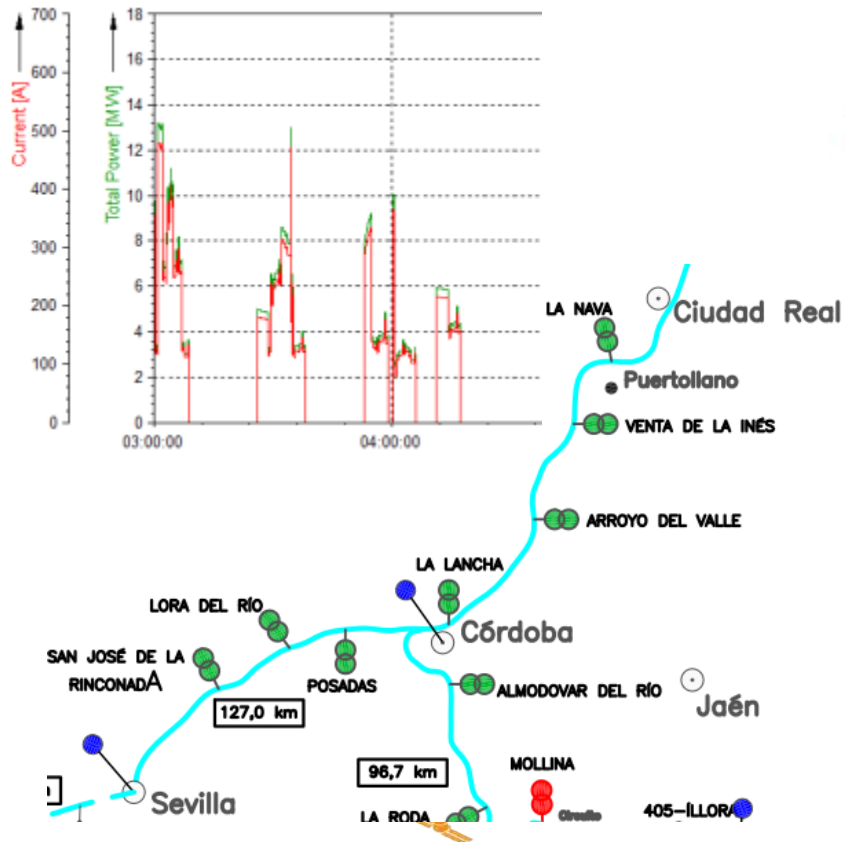 700
600
500
400
300
200
100
0
Current [A]
18
16
14
12
10
8
6
4
2
0
Total Power [MW]
03:00:00
04:00:00
LA NAVA
Ciudad Real
Puertollano
VENTA DE LA INÉS
ARROYO DEL VALLE
LA LANCHA
LORA DEL RÍO
Córdoba
SAN JOSÉ DE LA
RINCONADA
POSADAS
ALMODOVAR DEL RÍO
Jaén
127,0 km
96,7 km
MOLLINA
Sevilla
LA RODA
Circuito
405-ÍLLORA